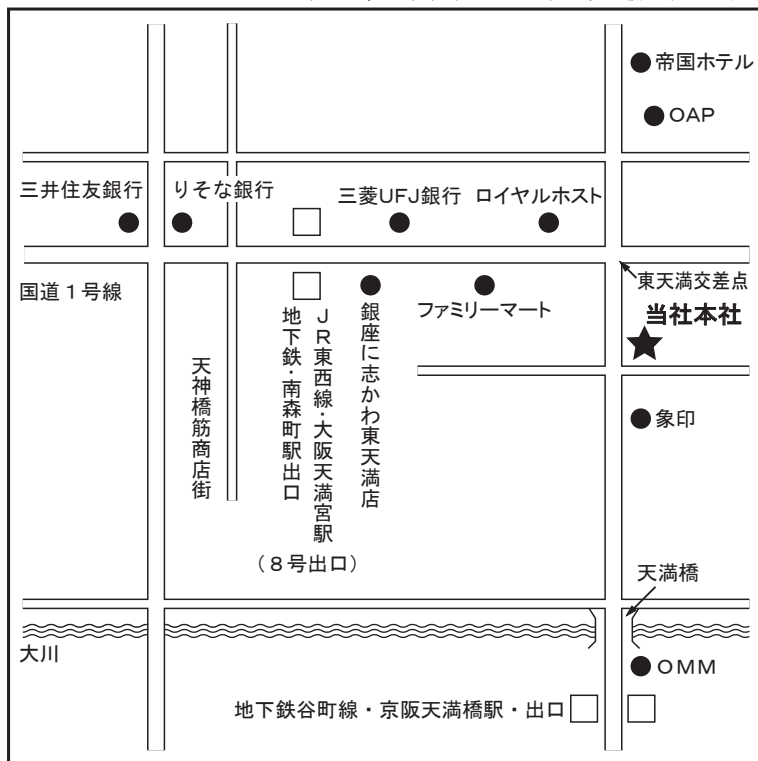 帝国ホテル
OAP
三井住友銀行
りそな銀行
三菱UFJ銀行
ロイヤルホスト
国道1号線
東天満交差点
当社本社
ファミリーマート
銀座に志かわ東天満店
JR東西線・大阪天満宮駅
地下鉄・南森町駅出口
(8号出口)
天神橋筋商店街
象印
天満橋
大川
OMM
地下鉄谷町線・京阪天満橋駅・出口